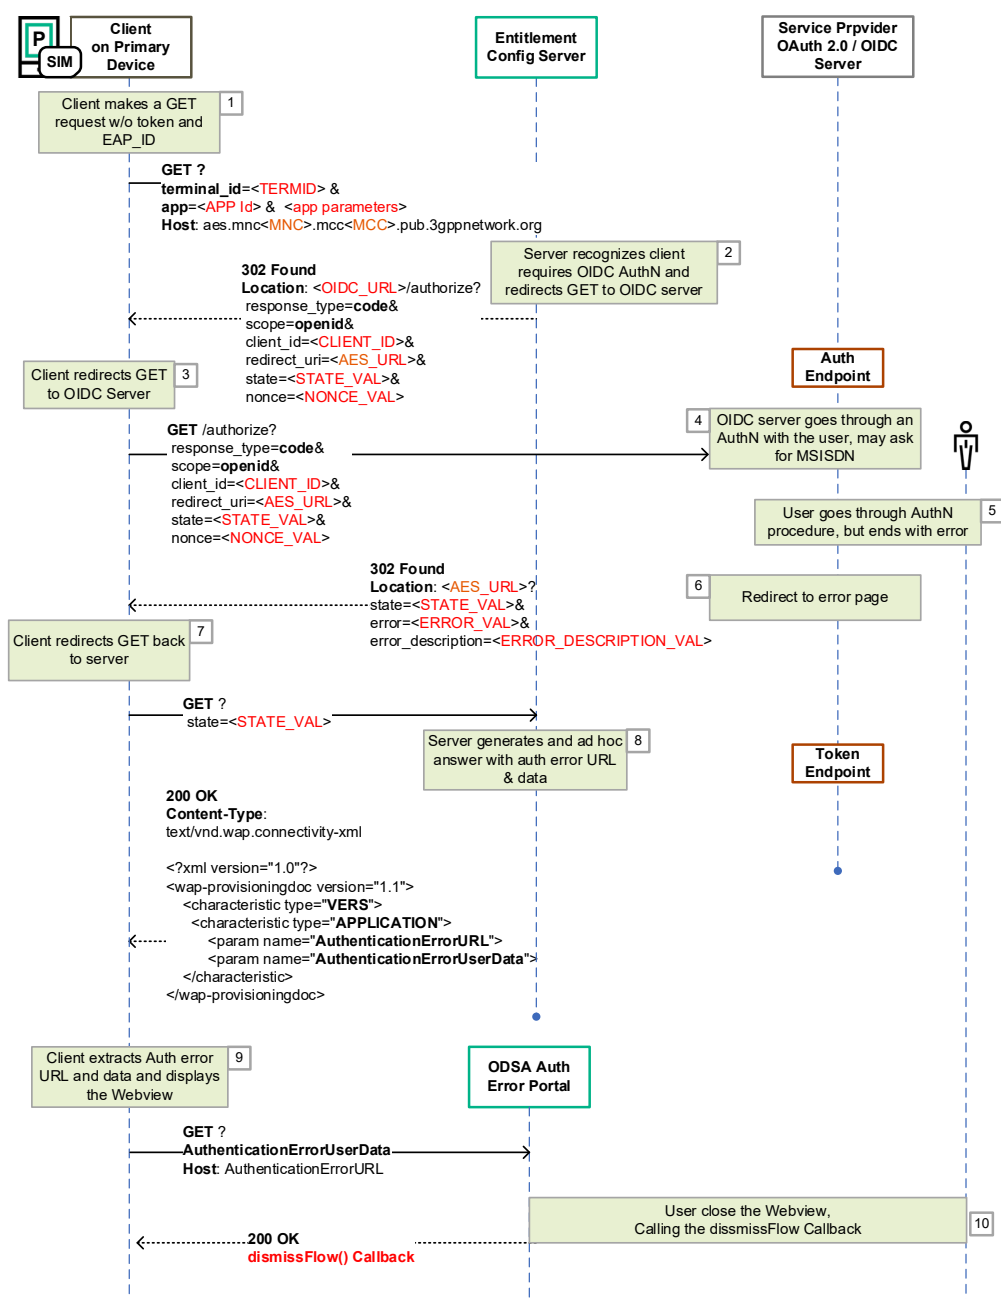 P
SIM
Client
on Primary
Device
Entitlement
Config Server
Service Prpvider
OAuth 2.0 / OIDC
Server
Client makes a GET
request w/o token and
EAP_ID
1
GET ?
terminal_id=<TERMID> &
app=<APP Id> & <app parameters>
Host: aes.mnc<MNC>.mcc<MCC>.pub.3gppnetwork.org
Server recognizes client
requires OIDC AuthN and
redirects GET to OIDC server
2
302 Found
Location: <OIDC_URL>/authorize?
response_type=code&
scope=openid&
client_id=<CLIENT_ID>&
redirect_uri=<AES_URL>&
state=<STATE_VAL>&
nonce=<NONCE_VAL>
Client redirects GET
to OIDC Server
3
Auth
Endpoint
GET /authorize?
response_type=code&
scope=openid&
client_id=<CLIENT_ID>&
redirect_uri=<AES_URL>&
state=<STATE_VAL>&
nonce=<NONCE_VAL>
4
OIDC server goes through an
AuthN with the user, may ask
for MSISDN
User goes through AuthN
procedure, but ends with error
5
302 Found
Location: <AES_URL>?
state=<STATE_VAL>&
error=<ERROR_VAL>&
error_description=<ERROR_DESCRIPTION_VAL>
6
Redirect to error page
Client redirects GET back
to server
7
GET ?
state=<STATE_VAL>
Server generates and ad hoc
answer with auth error URL
& data
8
Token
Endpoint
200 OK
Content-Type:
text/vnd.wap.connectivity-xml
<?xml version="1.0"?>
<wap-provisioningdoc version="1.1">
<characteristic type="VERS">
<characteristic type="APPLICATION">
<param name="AuthenticationErrorURL">
<param name="AuthenticationErrorUserData">
</characteristic>
</wap-provisioningdoc>
Client extracts Auth error
URL and data and displays
the Webview
9
ODSA Auth
Error Portal
GET ?
AuthenticationErrorUserData
Host: AuthenticationErrorURL
User close the Webview,
Calling the dissmissFlow Callback
10
200 OK
dismissFlow() Callback